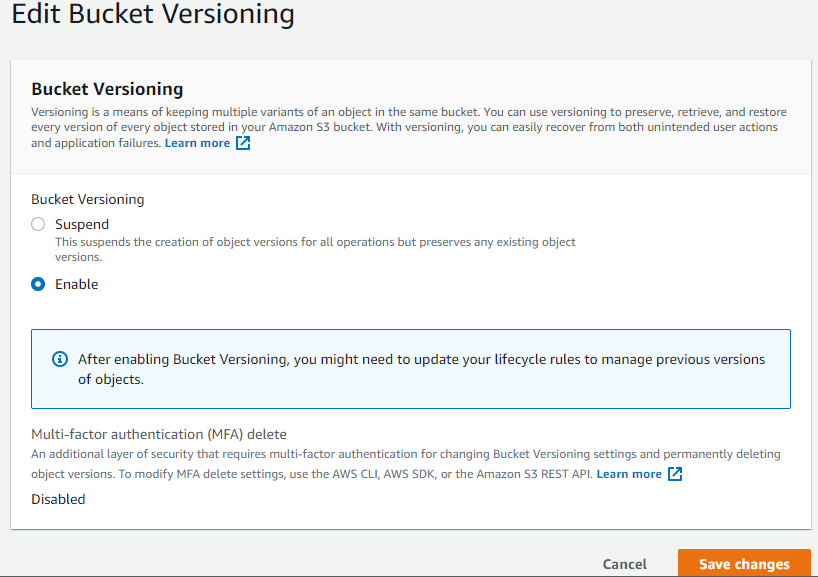 Edit Bucket Versioning
Bucket Versioning
Versioning is a means of keeping multiple variants of an object in the same bucket. You can use versioning to preserve, retrieve, and restore
every version of every object stored in your Amazon S3 bucket. With versioning, you can easily recover from both unintended user actions
and application failures. Learn more
Bucket Versioning
Suspend
This suspends the creation of object versions for all operations but preserves any existing object
versions.
Enable
After enabling Bucket Versioning, you might need to update your lifecycle rules to manage previous versions
of objects.
Multi-factor authentication (MFA) delete
An additional layer of security that requires multi-factor authentication for changing Bucket Versioning settings and permanently deleting
object versions. To modify MFA delete settings, use the AWS CLI, AWS SDK, or the Amazon S3 REST API. Learn more
Disabled
Cancel Save changes